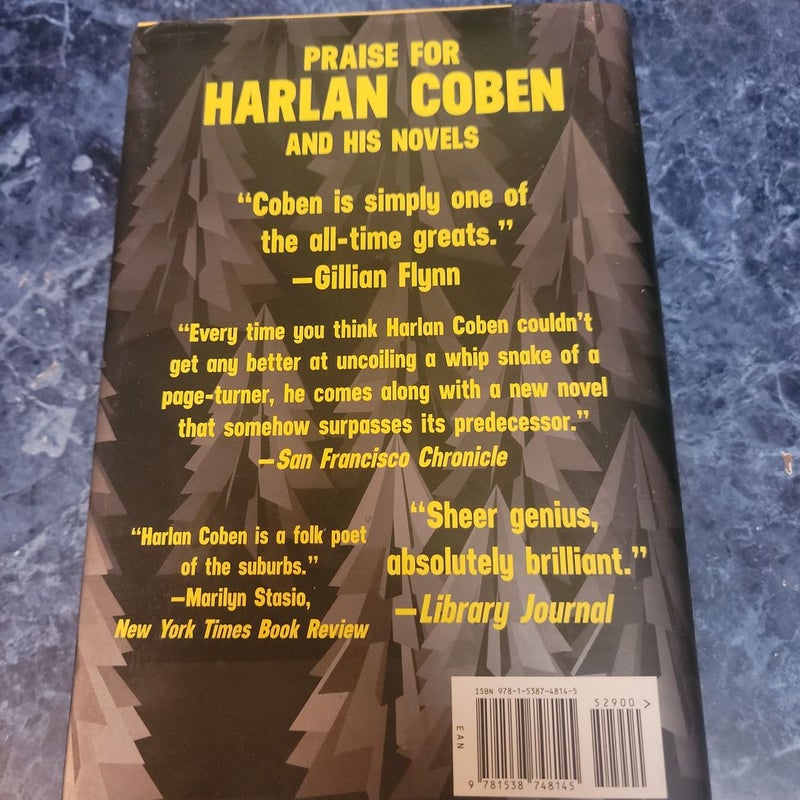 PRAISE FOR
HARLAN COBEN
AND HIS NOVELS
“Coben is simply one of
the all-time greats.”
—Gillian Flynn
“Every time you think Harlan Coben couldn’t
get any better at uncoiling a whip snake of a
page-turner, he comes along with a new novel
that somehow surpasses its predecessor.”
—San Francisco Chronicle
“Harlan Coben is a folk poet
of the suburbs.”
—Marilyn Stasio,
New York Times Book Review
“Sheer genius,
absolutely brilliant.”
—Library Journal
ISBN 978-1-5387-4814-5
52900 >
EAN
9 781538 748145